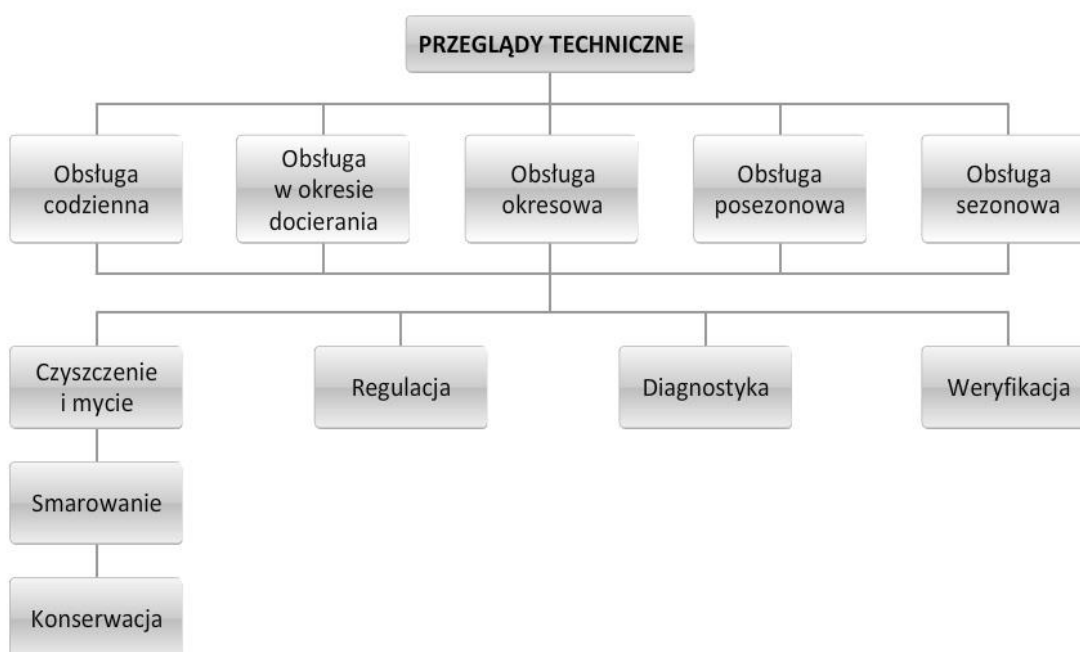 PRZEGLĄDY TECHNICZNE
Obsługa
codzienna
Obsługa
w okresie
docierania
Obsługa
okresowa
Obsługa
posezonowa
Obsługa
sezonowa
Czyszczenie
i mycie
Regulacja
Diagnostyka
Weryfikacja
Smarowanie
Konserwacja